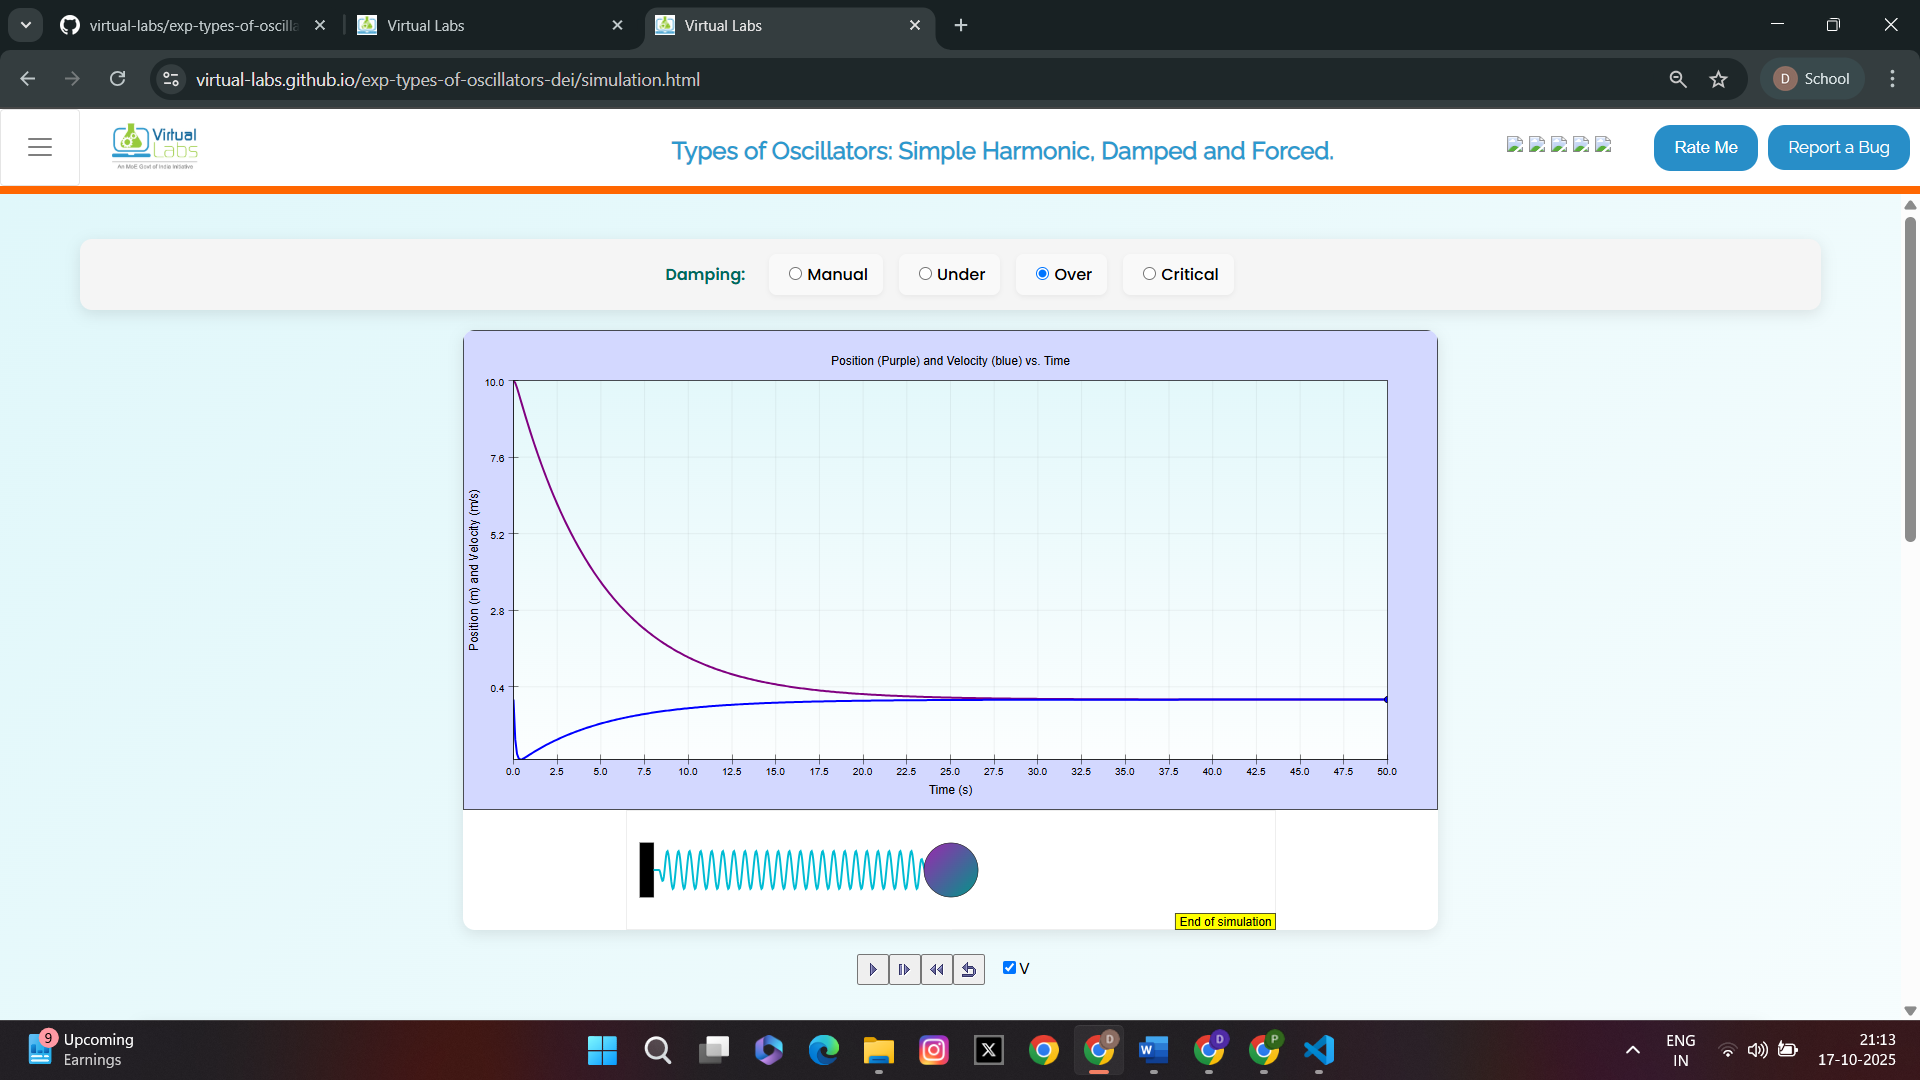 virtual-labs/exp-types-of-oscilla
Virtual Labs
Virtual Labs
virtual-labs.github.io/exp-types-of-oscillators-dei/simulation.html
D School
Virtual
Labs
An MoE Govt of India Initiative
Types of Oscillators: Simple Harmonic, Damped and Forced.
Rate Me
Report a Bug
Damping: Manual Under Over Critical
Position (Purple) and Velocity (blue) vs. Time
Position (m) and Velocity (m/s)
10.0
7.6
5.2
2.8
0.4
0.0 2.5 5.0 7.5 10.0 12.5 15.0 17.5 20.0 22.5 25.0 27.5 30.0 32.5 35.0 37.5 40.0 42.5 45.0 47.5 50.0
Time (s)
End of simulation
V
9 Upcoming
Earnings
D
W
D
P
ENG
IN
21:13
17-10-2025